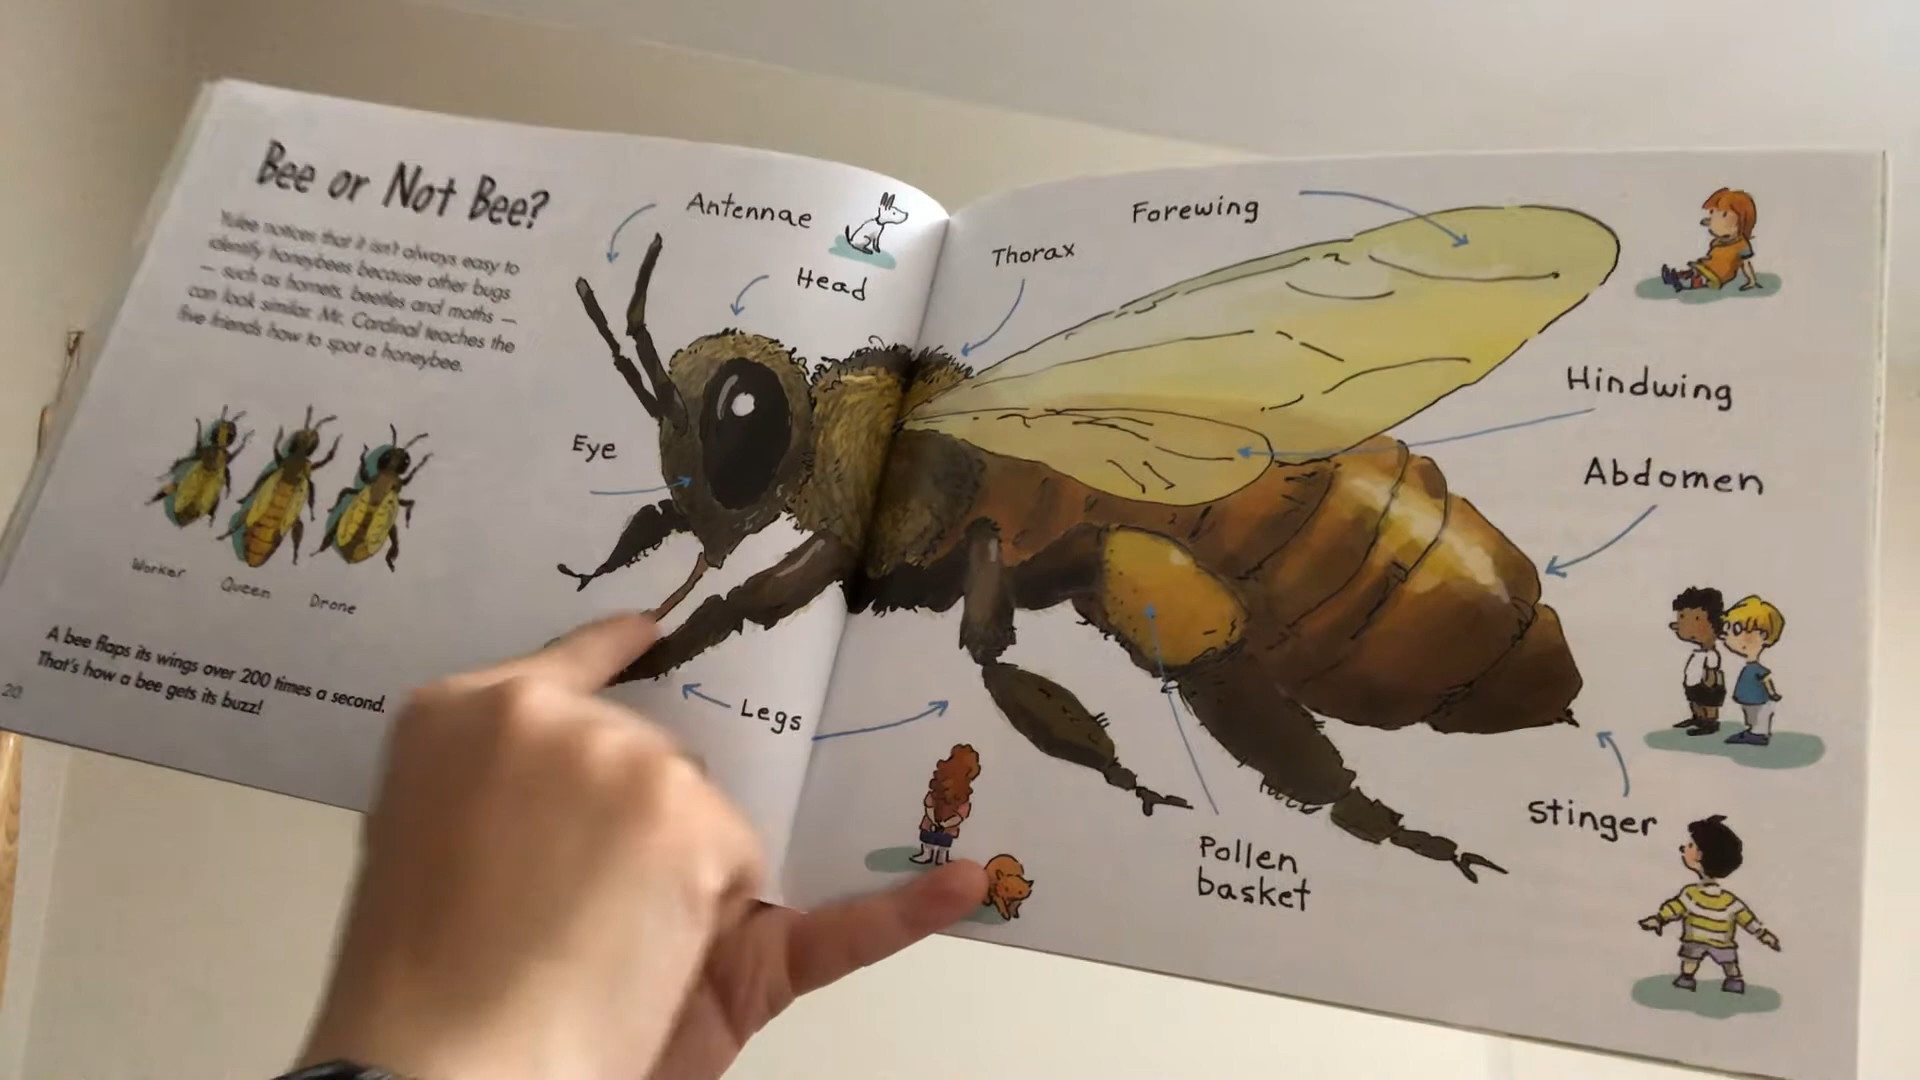 Bee or Not Bee?
Yulee notices that it isn't always easy to
identify honeybees because other bugs
— such as hornets, beetles and moths —
can look similar. Mr. Cardinal teaches the
five friends how to spot a honeybee.
Worker
Queen
Drone
A bee flaps its wings over 200 times a second.
That's how a bee gets its buzz!
20
Antennae
Head
Eye
Legs
Thorax
Forewing
Hindwing
Abdomen
Stinger
Pollen
basket